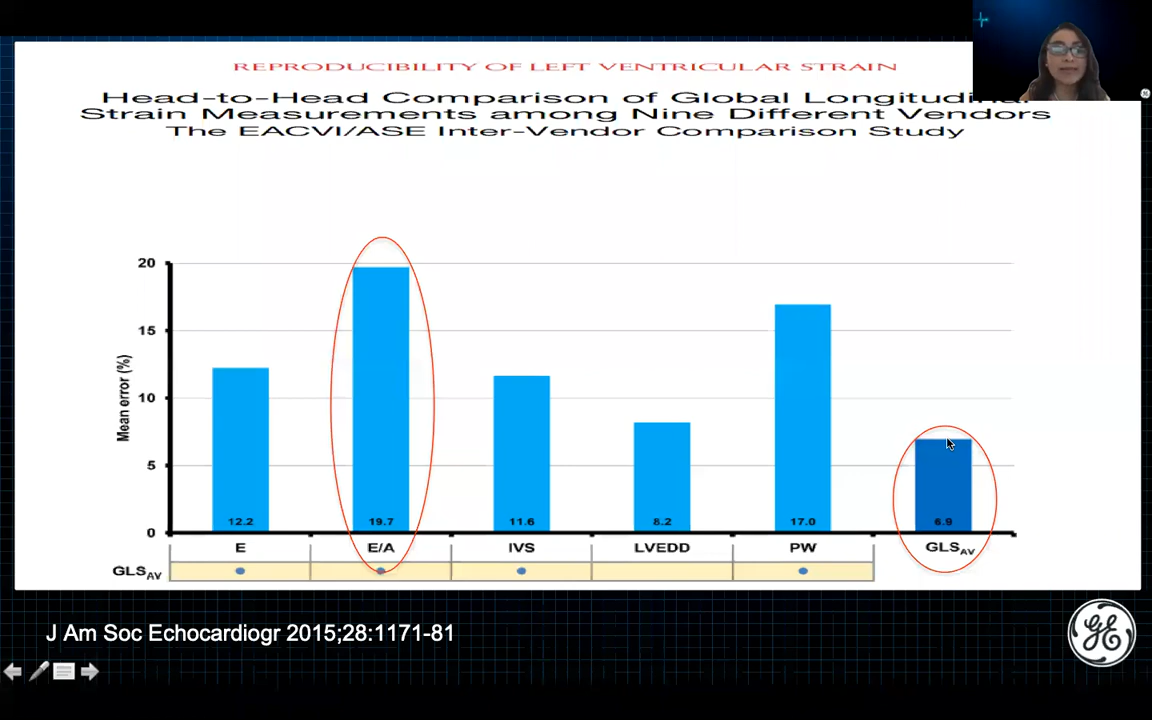 REPRODUCIBILITY OF LEFT VENTRICULAR STRAIN
Head-to-Head Comparison of Global Longitudinal
Strain Measurements among Nine Different Vendors
The EACVI/ASE Inter-Vendor Comparison Study
Mean error (%)
20
15
10
5
0
12.2
19.7
11.6
8.2
17.0
6.9
E
E/A
IVS
LVEDD
PW
GLSAV
GLSAV
J Am Soc Echocardiogr 2015;28:1171-81
GE